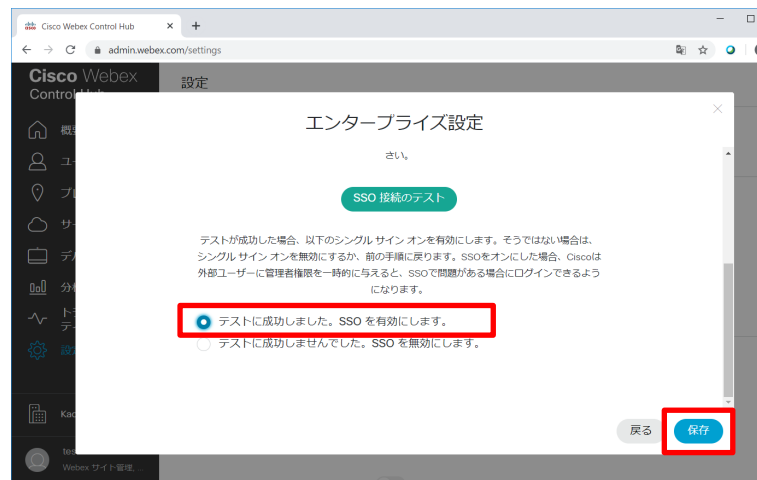 Cisco Webex Control Hub
admin.webex.com/settings
Cisco Webex
設定
エンタープライズ設定
さい。
SSO 接続のテスト
テストが成功した場合、以下のシングル サイン オンを有効にします。そうではない場合は、
シングル サイン オンを無効にするか、前の手順に戻ります。SSOをオンにした場合、Ciscoは
外部ユーザーに管理者権限を一時的に与えると、SSOで問題がある場合にログインできるよう
になります。
テストに成功しました。SSO を有効にします。
テストに成功しませんでした。SSO を無効にします。
戻る
保存
Webex サイト管理, ...